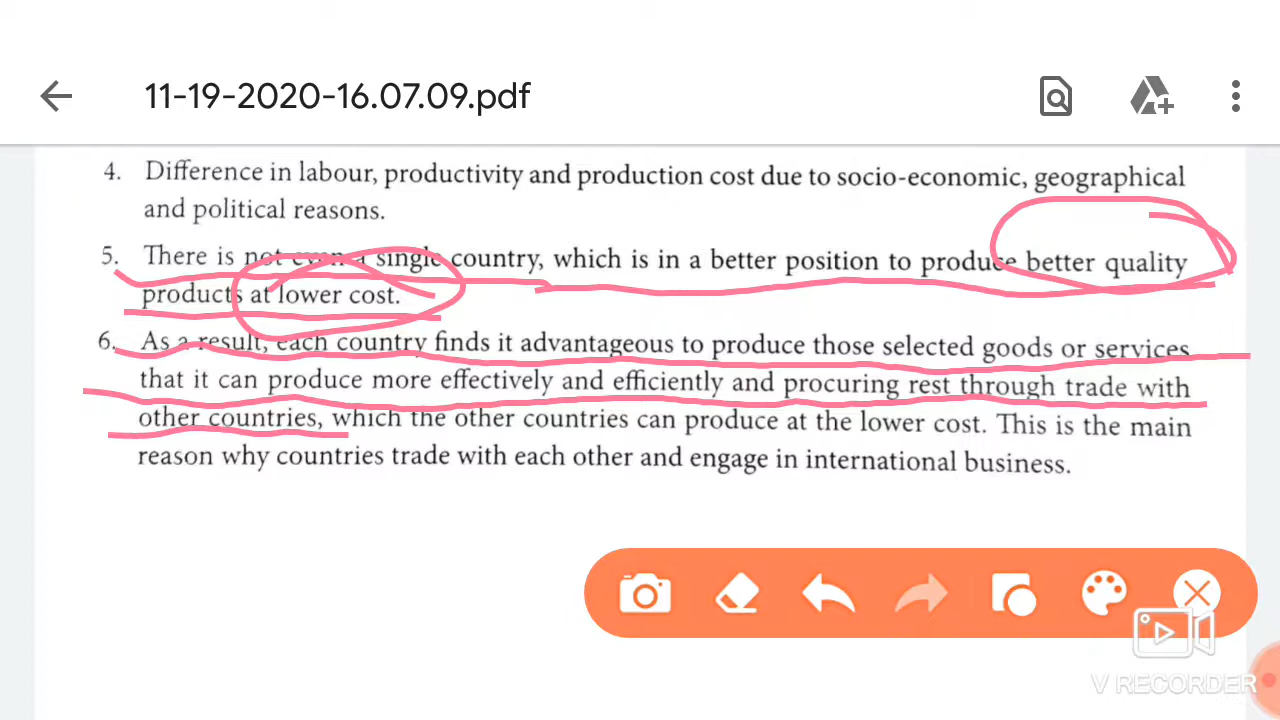 11-19-2020-16.07.09.pdf
4. Difference in labour, productivity and production cost due to socio-economic, geographical
and political reasons.
5. There is not even a single country, which is in a better position to produce better quality
products at lower cost.
6. As a result, each country finds it advantageous to produce those selected goods or services
that it can produce more effectively and efficiently and procuring rest through trade with
other countries, which the other countries can produce at the lower cost. This is the main
reason why countries trade with each other and engage in international business.
V RECORDER